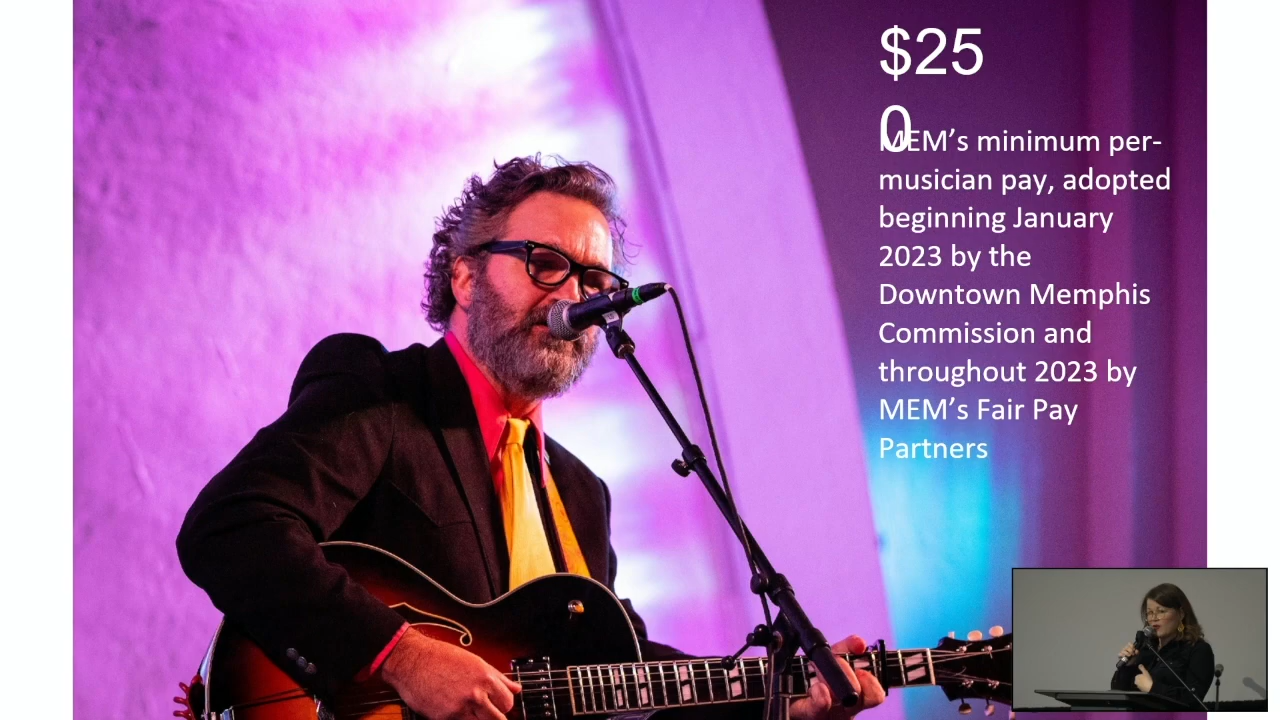 $25
0
MEM’s minimum per-
musician pay, adopted
beginning January
2023 by the
Downtown Memphis
Commission and
throughout 2023 by
MEM’s Fair Pay
Partners